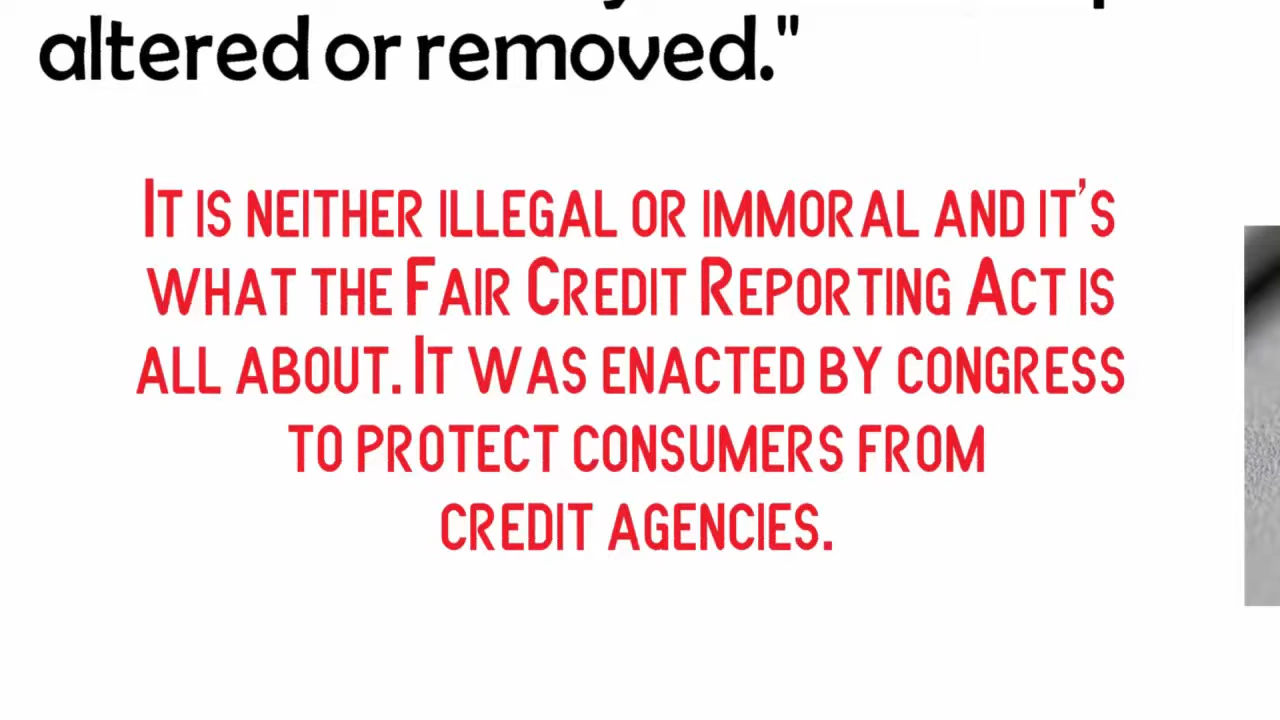 altered or removed."
It is neither illegal or immoral and it's
what the Fair Credit Reporting Act is
all about. It was enacted by congress
to protect consumers from
credit agencies.